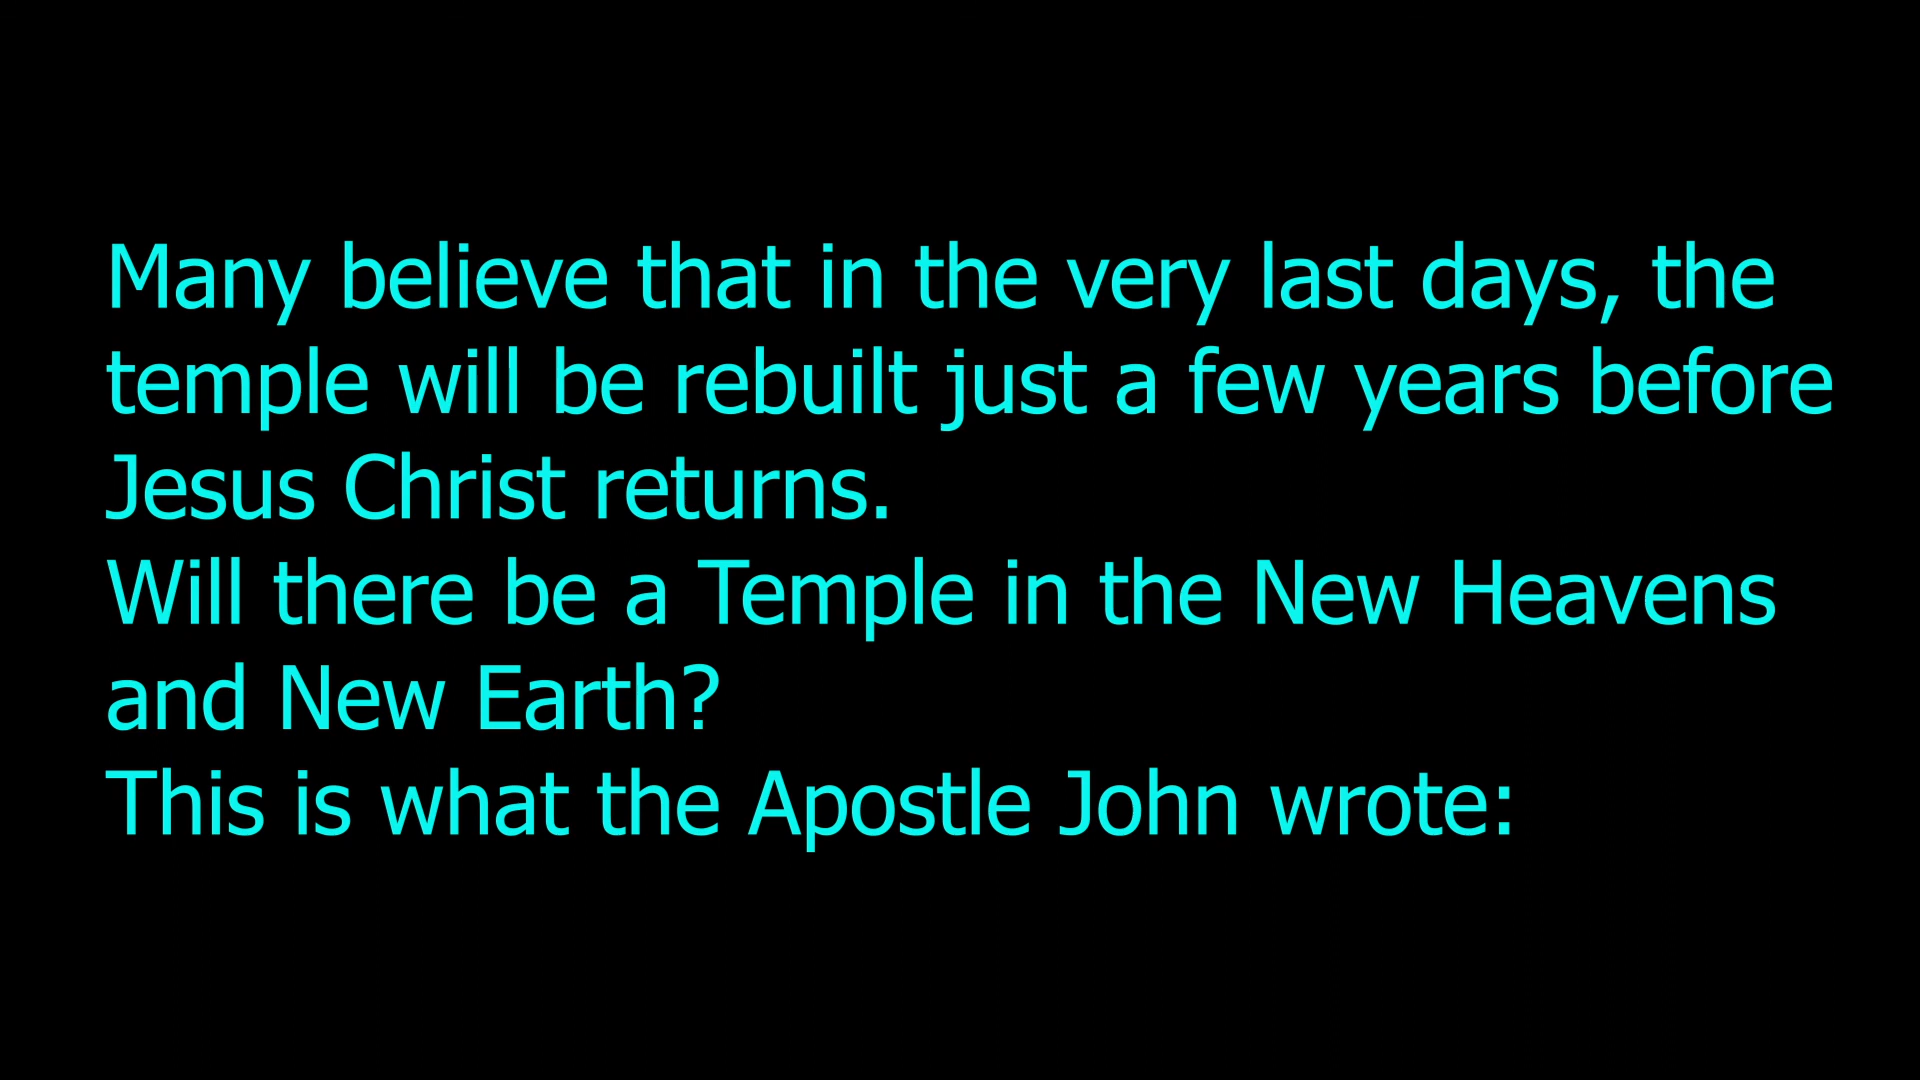 Many believe that in the very last days, the
temple will be rebuilt just a few years before
Jesus Christ returns.
Will there be a Temple in the New Heavens
and New Earth?
This is what the Apostle John wrote: